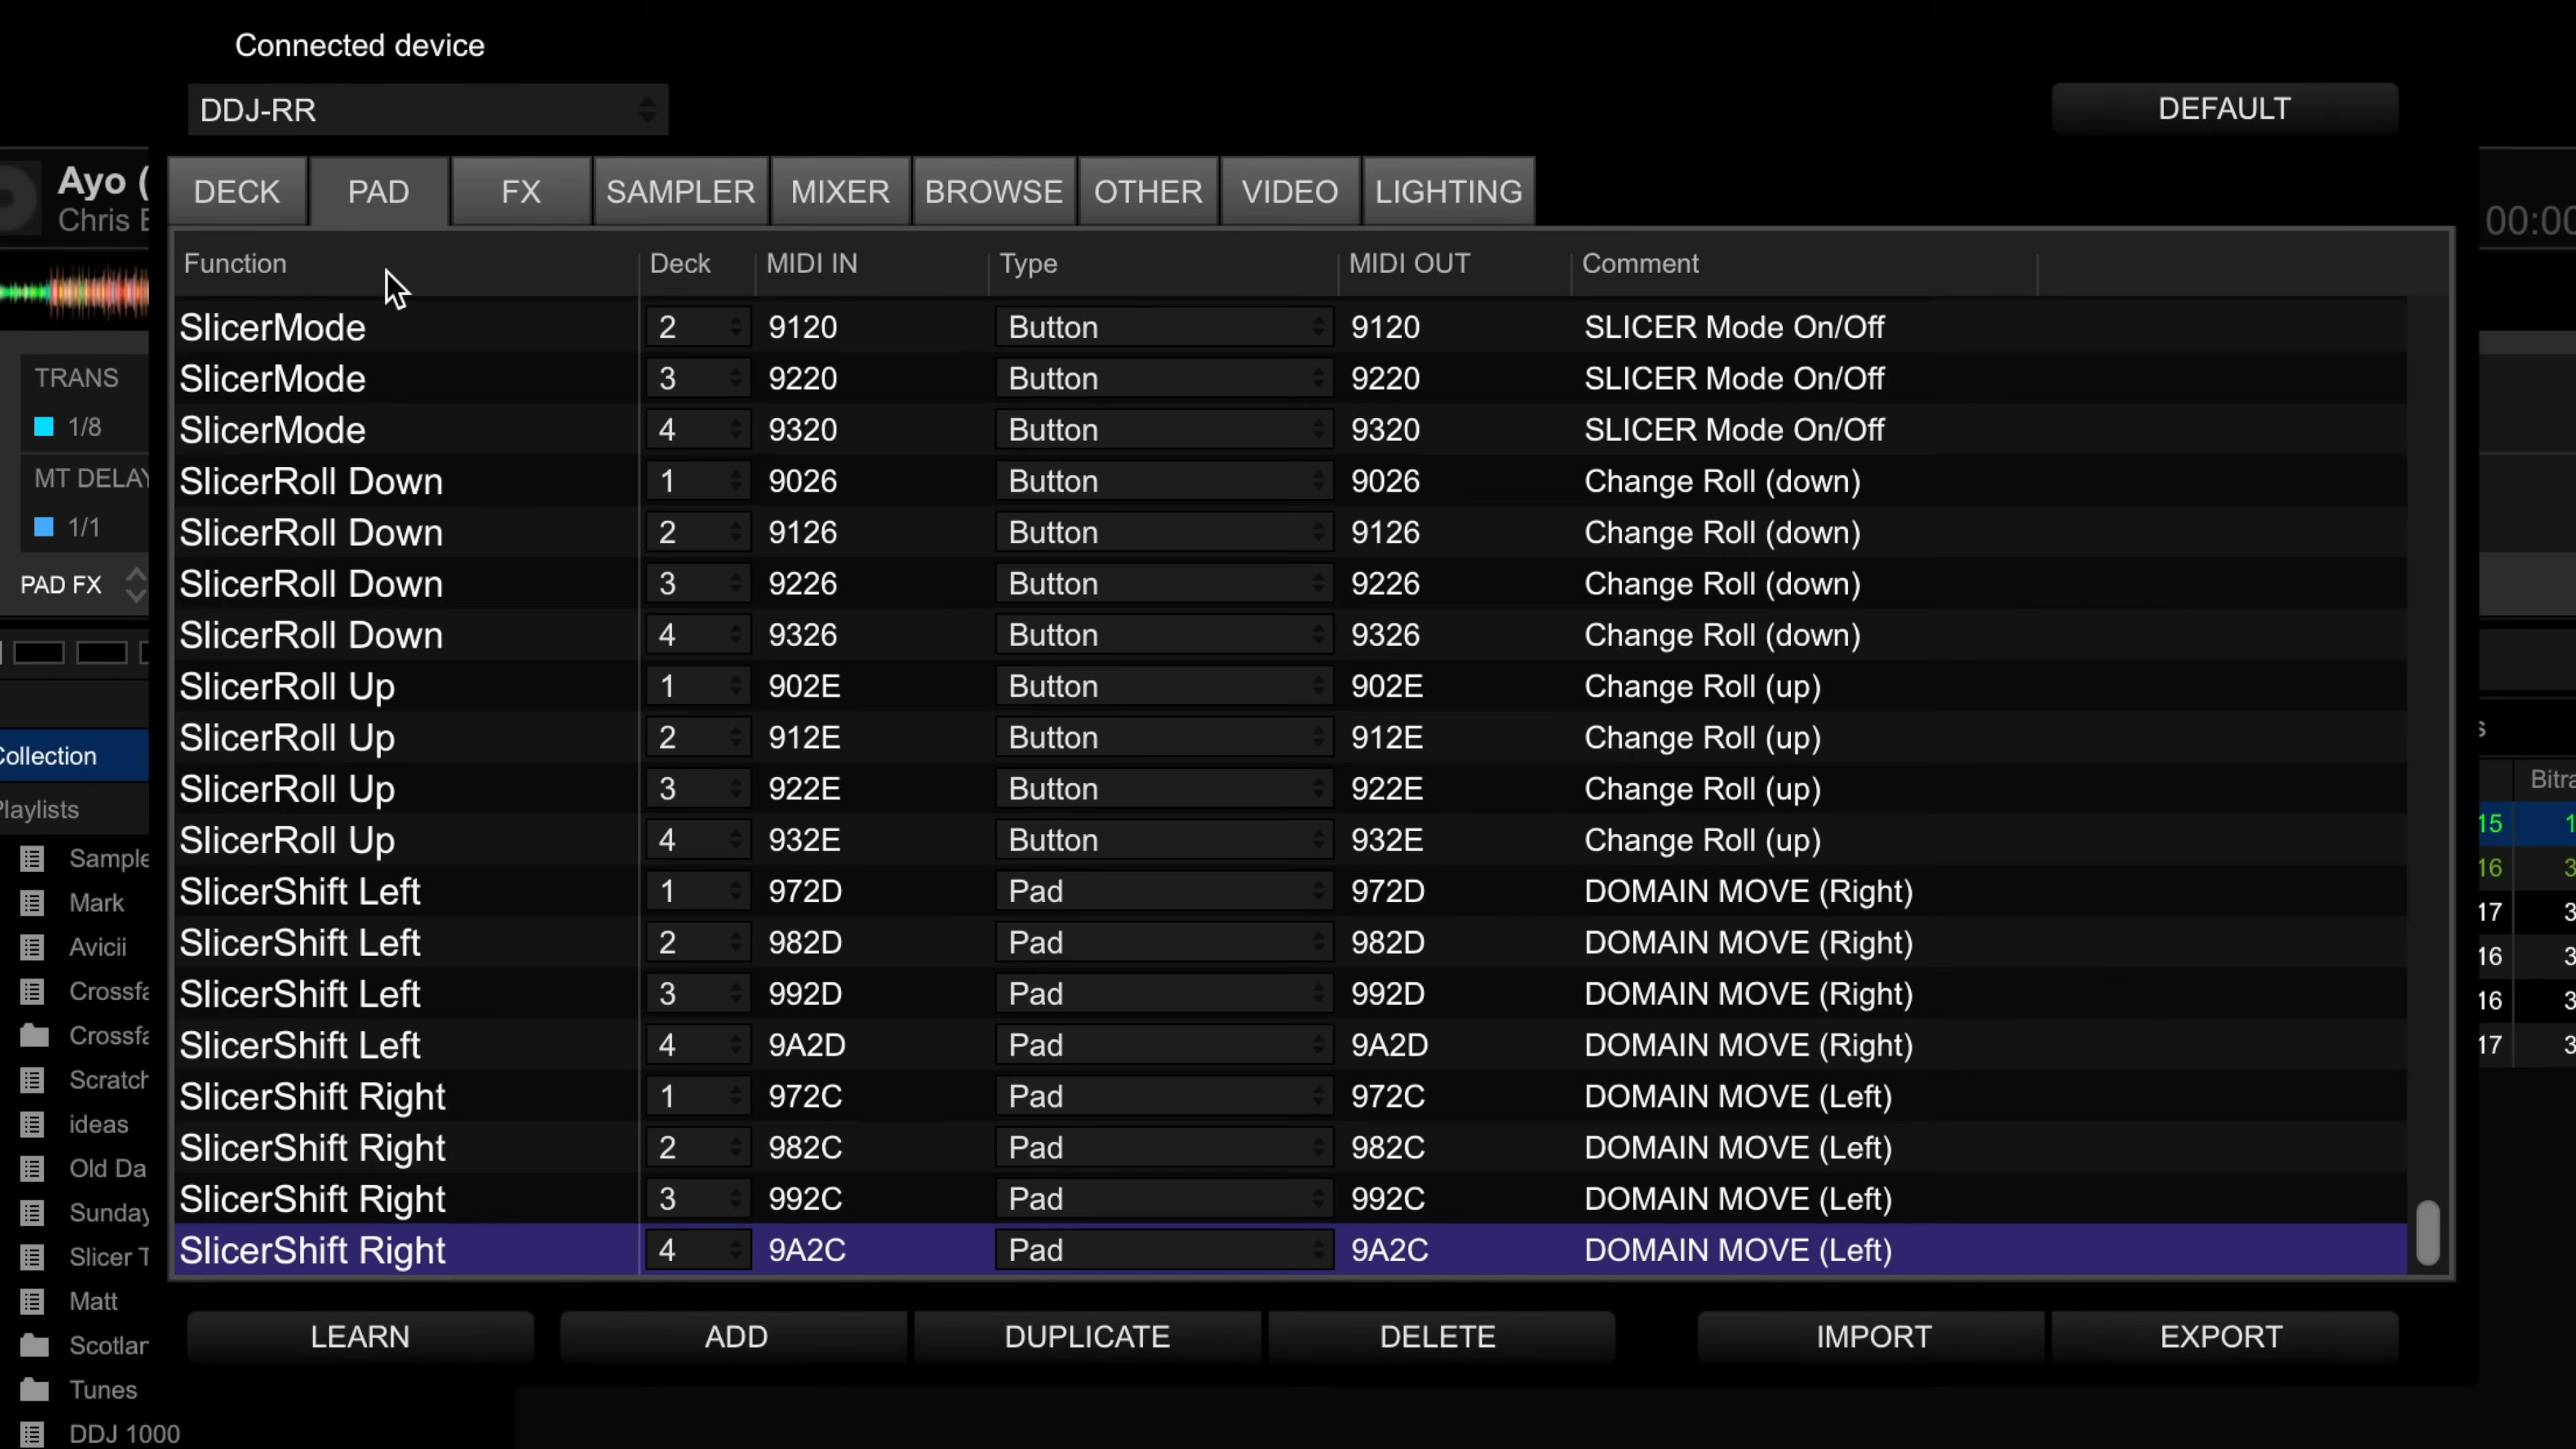 Connected device
DDJ-RR
DEFAULT
DECK PAD FX SAMPLER MIXER BROWSE OTHER VIDEO LIGHTING
Function Deck MIDI IN Type MIDI OUT Comment
SlicerMode 2 9120 Button 9120 SLICER Mode On/Off
SlicerMode 3 9220 Button 9220 SLICER Mode On/Off
SlicerMode 4 9320 Button 9320 SLICER Mode On/Off
SlicerRoll Down 1 9026 Button 9026 Change Roll (down)
SlicerRoll Down 2 9126 Button 9126 Change Roll (down)
SlicerRoll Down 3 9226 Button 9226 Change Roll (down)
SlicerRoll Down 4 9326 Button 9326 Change Roll (down)
SlicerRoll Up 1 902E Button 902E Change Roll (up)
SlicerRoll Up 2 912E Button 912E Change Roll (up)
SlicerRoll Up 3 922E Button 922E Change Roll (up)
SlicerRoll Up 4 932E Button 932E Change Roll (up)
SlicerShift Left 1 972D Pad 972D DOMAIN MOVE (Right)
SlicerShift Left 2 982D Pad 982D DOMAIN MOVE (Right)
SlicerShift Left 3 992D Pad 992D DOMAIN MOVE (Right)
SlicerShift Left 4 9A2D Pad 9A2D DOMAIN MOVE (Right)
SlicerShift Right 1 972C Pad 972C DOMAIN MOVE (Left)
SlicerShift Right 2 982C Pad 982C DOMAIN MOVE (Left)
SlicerShift Right 3 992C Pad 992C DOMAIN MOVE (Left)
SlicerShift Right 4 9A2C Pad 9A2C DOMAIN MOVE (Left)
LEARN ADD DUPLICATE DELETE IMPORT EXPORT
Ayo (
Chris
TRANS
1/8
MT DELAY
1/1
PAD FX
Collection
Playlists
Sample
Mark
Avicii
Crossfa
Crossfa
Scratch
ideas
Old Da
Sunday
Slicer T
Matt
Scotlan
Tunes
DDJ 1000
00:00
s
Bitra
15 1
16 3
17 3
16 3
16 3
17 3